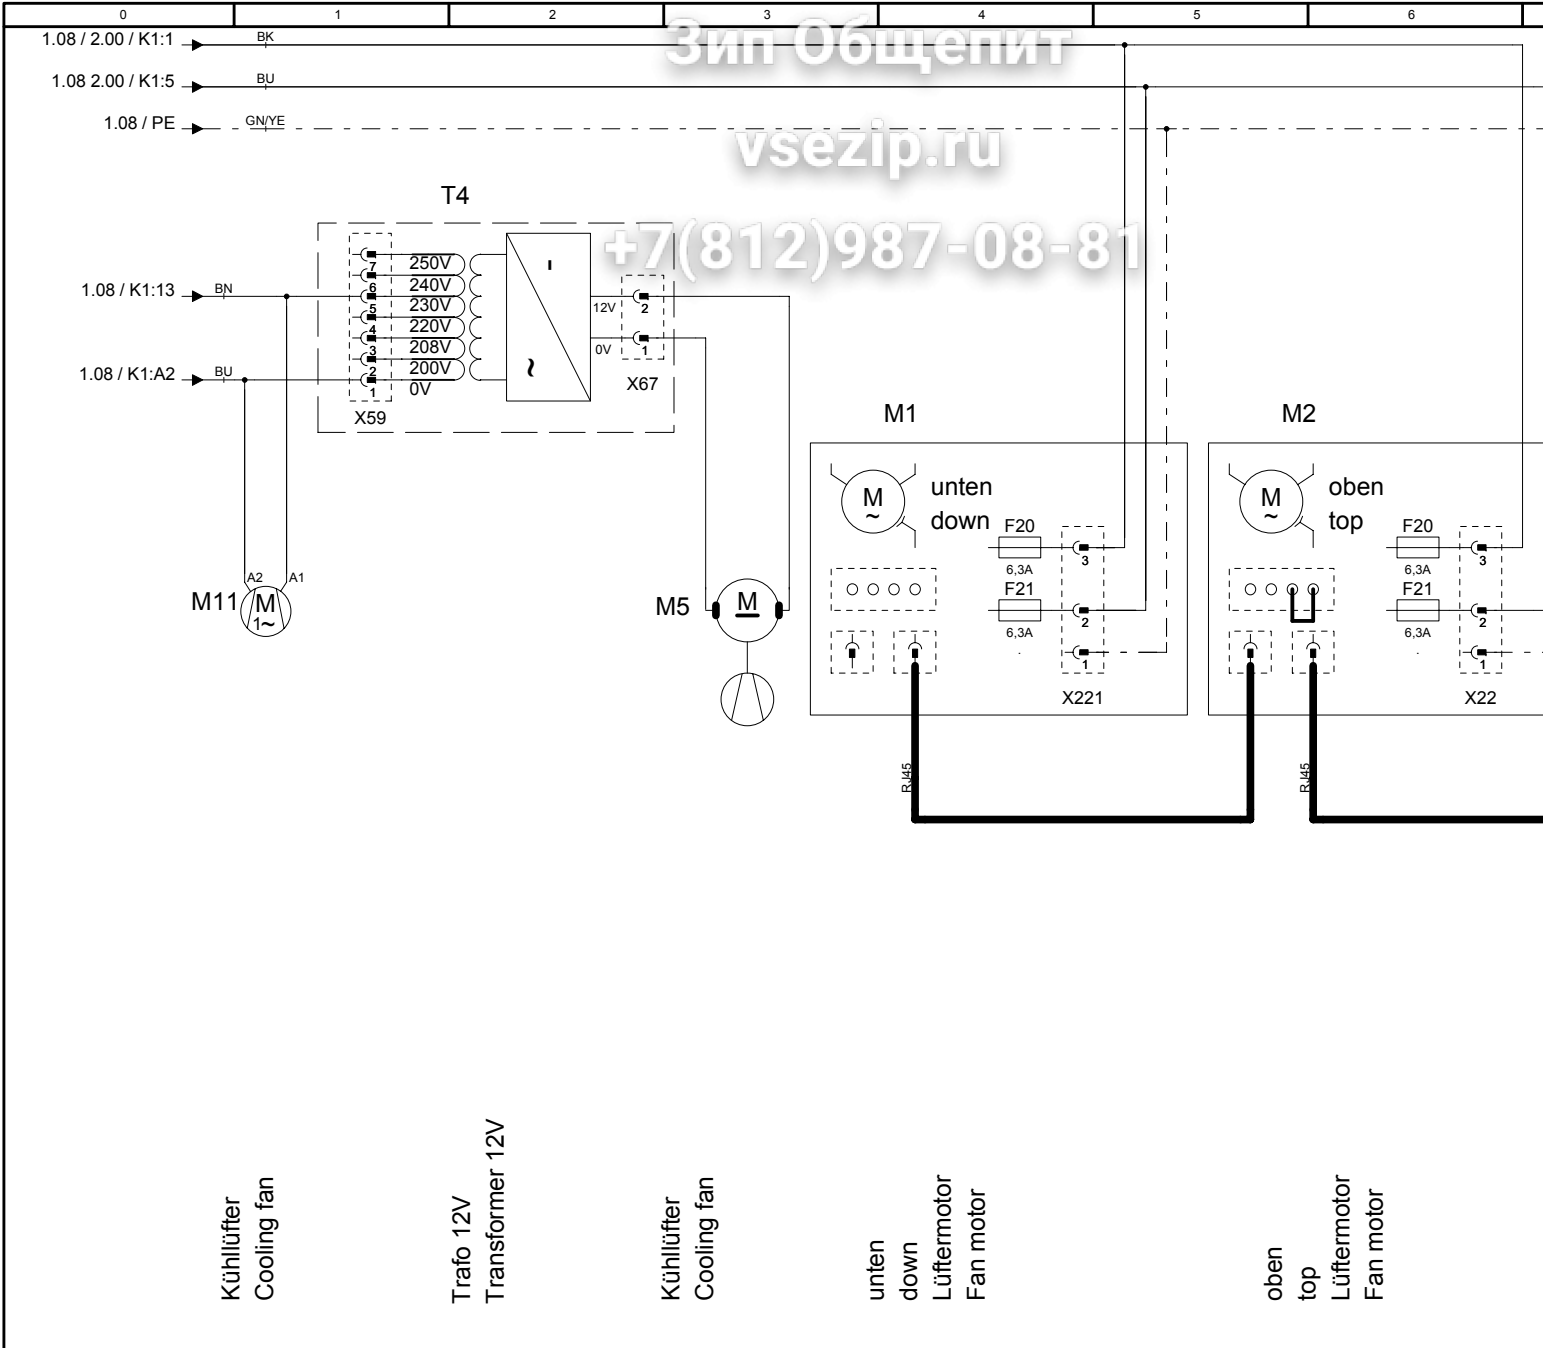 0 1 2 3 4 5 6
1.08 / 2.00 / K1:1 BK
Зип Общепит
1.08 2.00 / K1:5 BU
1.08 / PE GN/YE
vsezip.ru
T4
+7(812)987-08-81
7 250V
6 240V
1.08 / K1:13 BN
5 230V
12V 2
4 220V
3 208V
0V 1
2 200V
1.08 / K1:A2 BU
1 0V
X67
X59
M1 M2
M ~ unten
down
F20
6,3A
3
F21
6,3A
2
1
X221
M ~ oben
top
F20
6,3A
3
F21
6,3A
2
1
X22
A2 A1
M11 M 1~
M5 M
RJ45 RJ45
Kühllüfter
Cooling fan
Trafo 12V
Transformer 12V
Kühllüfter
Cooling fan
unten
down
Lüftermotor
Fan motor
oben
top
Lüftermotor
Fan motor